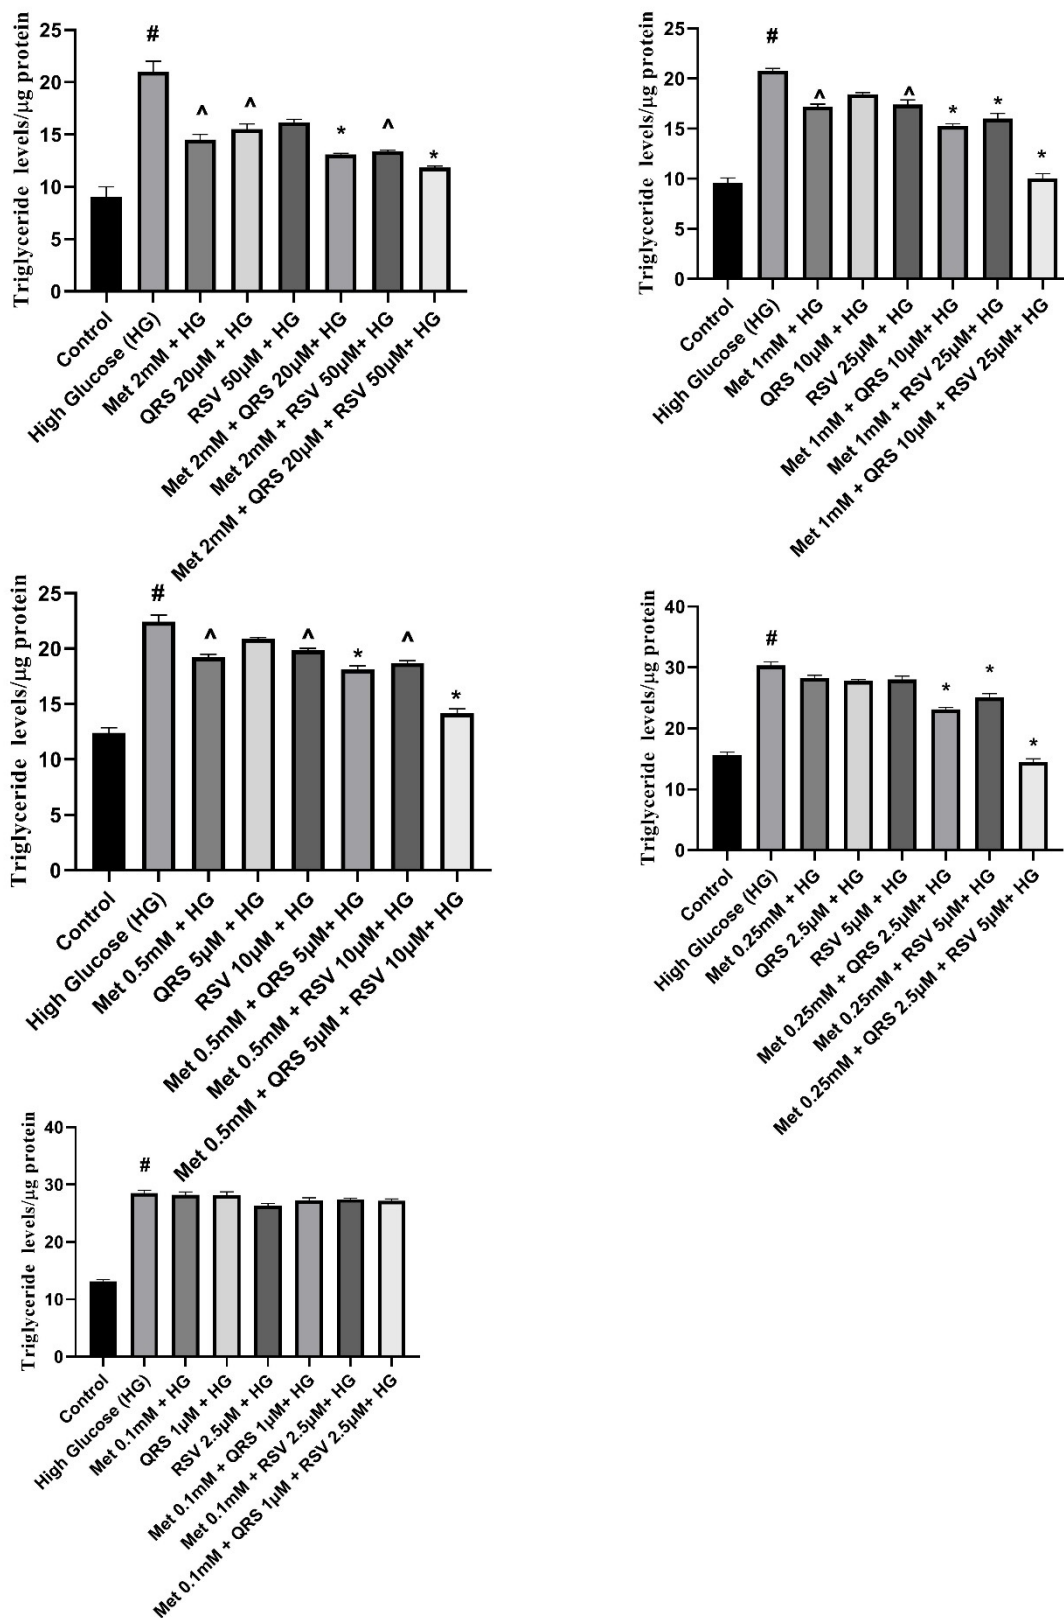 Triglyceride levels/µg protein
25
20
15
10
5
0
#
^
^
*
^
*
Control
High Glucose (HG)
Met 2mM + HG
QRS 20µM + HG
RSV 50µM + HG
Met 2mM + QRS 20µM+ HG
Met 2mM + RSV 50µM+ HG
Met 2mM + QRS 20µM + RSV 50µM+ HG
Triglyceride levels/µg protein
25
20
15
10
5
0
#
^
^
*
*
*
Control
High Glucose (HG)
Met 1mM + HG
QRS 10µM + HG
RSV 25µM + HG
Met 1mM + QRS 10µM+ HG
Met 1mM + RSV 25µM+ HG
Met 1mM + QRS 10µM + RSV 25µM+ HG
Triglyceride levels/µg protein
25
20
15
10
5
0
#
^
^
*
^
*
Control
High Glucose (HG)
Met 0.5mM + HG
QRS 5µM + HG
RSV 10µM + HG
Met 0.5mM + QRS 5µM+ HG
Met 0.5mM + RSV 10µM+ HG
Met 0.5mM + QRS 5µM + RSV 10µM+ HG
Triglyceride levels/µg protein
40
30
20
10
0
#
*
*
*
Control
High Glucose (HG)
Met 0.25mM + HG
QRS 2.5µM + HG
RSV 5µM + HG
Met 0.25mM + QRS 2.5µM+ HG
Met 0.25mM + RSV 5µM+ HG
Met 0.25mM + QRS 2.5µM + RSV 5µM+ HG
Triglyceride levels/µg protein
40
30
20
10
0
#
Control
High Glucose (HG)
Met 0.1mM + HG
QRS 1µM + HG
RSV 2.5µM + HG
Met 0.1mM + QRS 1µM+ HG
Met 0.1mM + RSV 2.5µM+ HG
Met 0.1mM + QRS 1µM + RSV 2.5µM+ HG